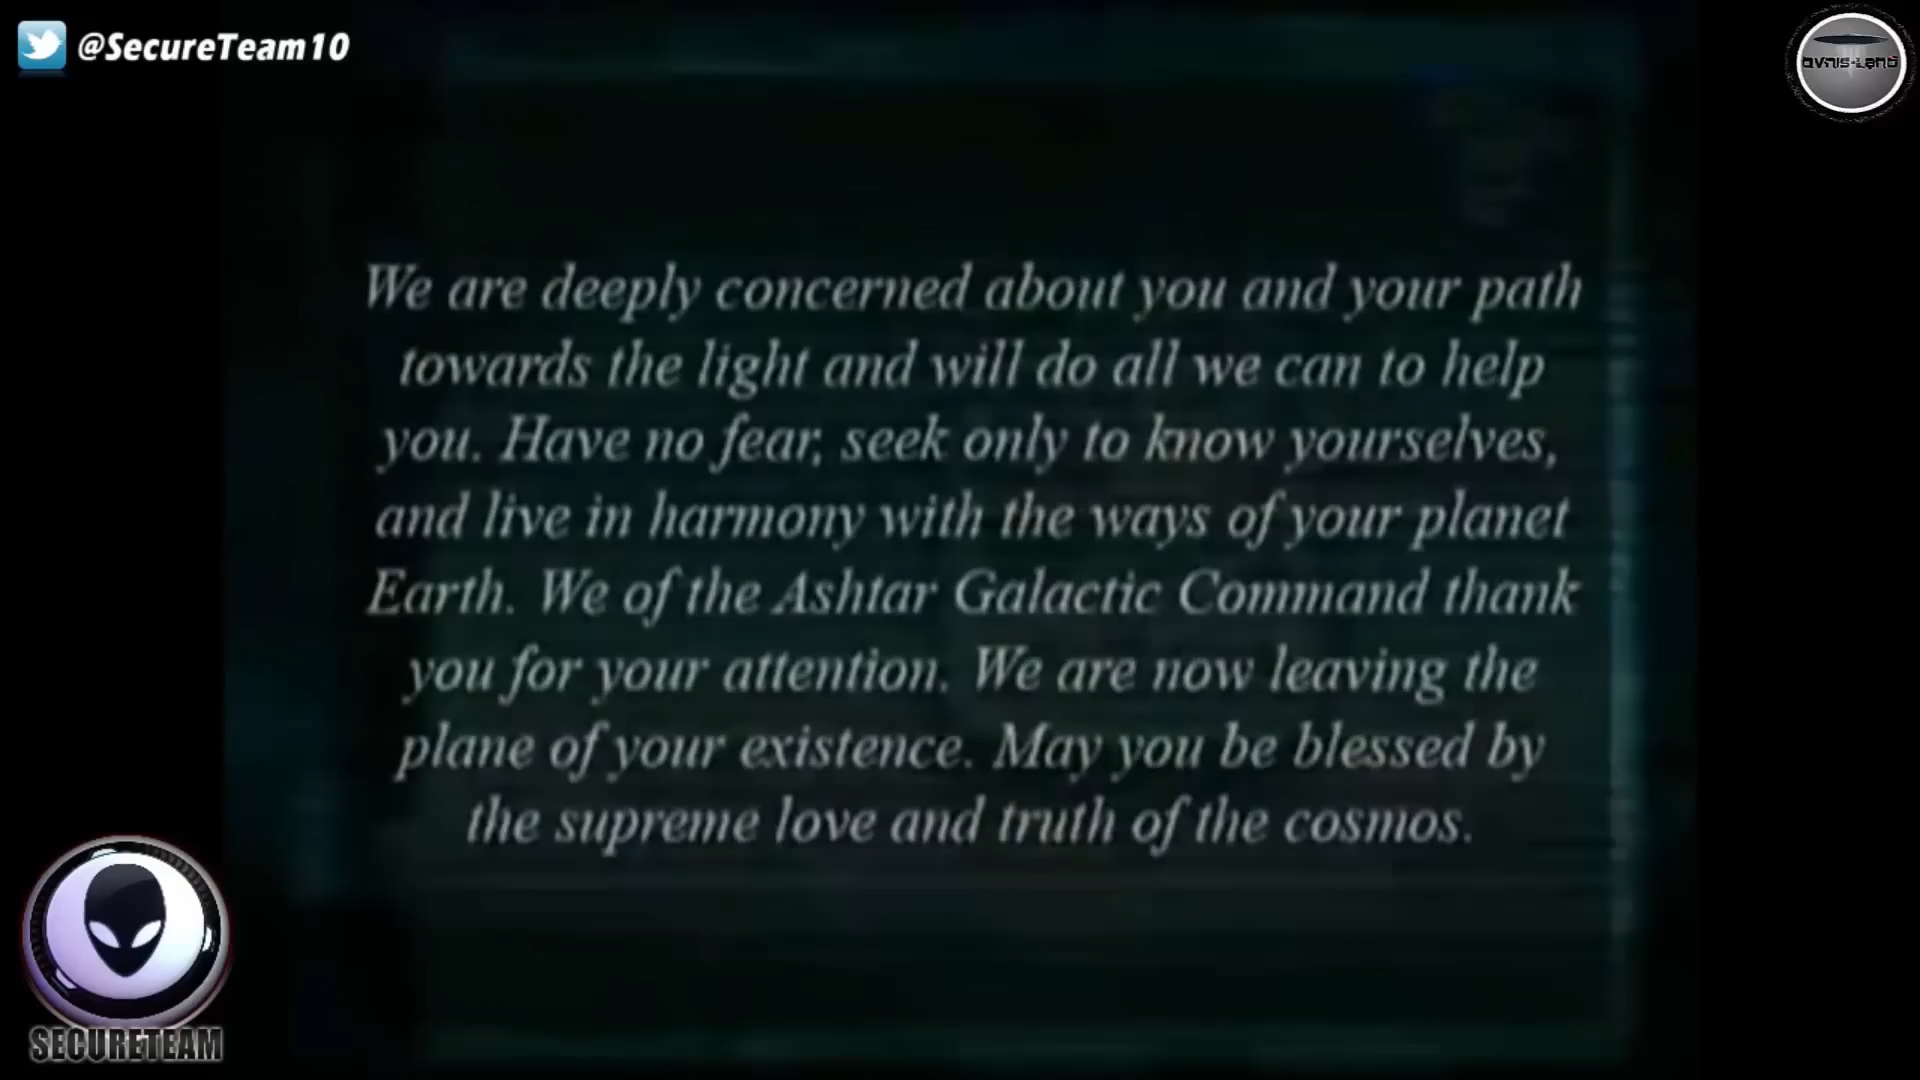 @SecureTeam10
OVNIS-LAND
We are deeply concerned about you and your path
towards the light and will do all we can to help
you. Have no fear, seek only to know yourselves,
and live in harmony with the ways of your planet
Earth. We of the Ashtar Galactic Command thank
you for your attention. We are now leaving the
plane of your existence. May you be blessed by
the supreme love and truth of the cosmos.
SECURETEAM